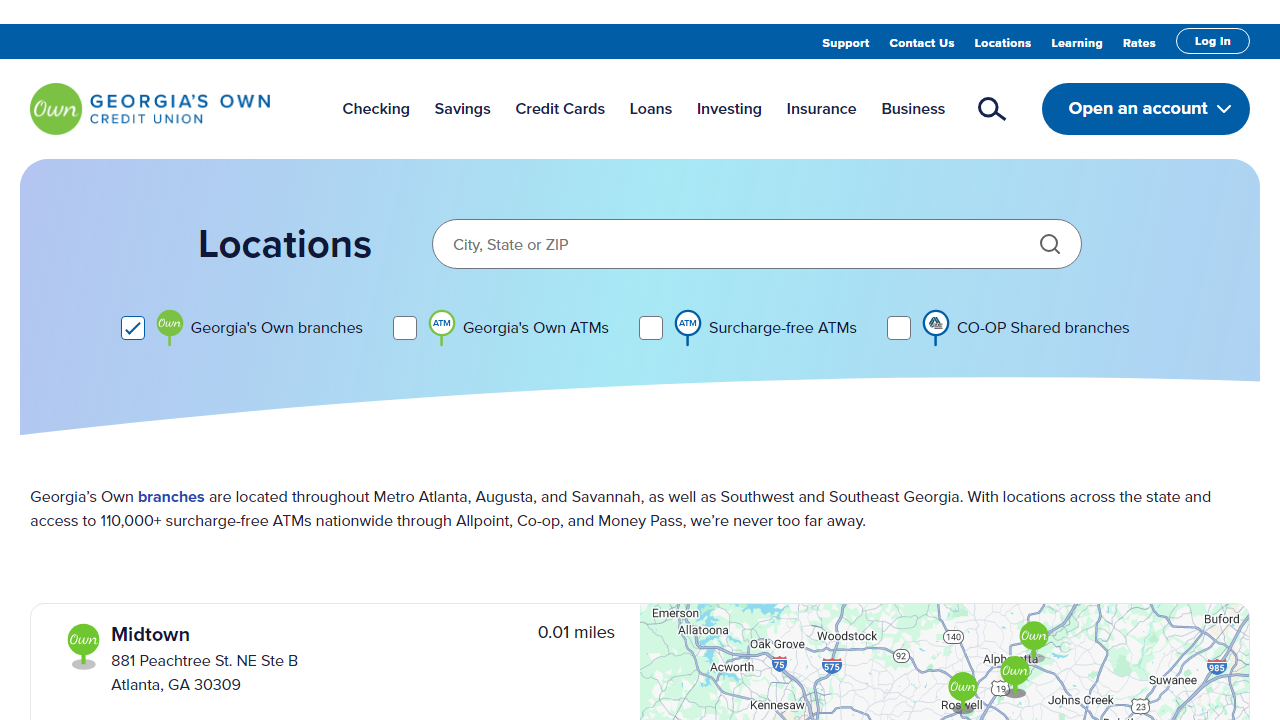 Support Contact Us Locations Learning Rates Log In
Own GEORGIA'S OWN
CREDIT UNION
Checking Savings Credit Cards Loans Investing Insurance Business Open an account
Locations
City, State or ZIP
Own Georgia's Own branches ATM Georgia's Own ATMs ATM Surcharge-free ATMs CO-OP Shared branches
Georgia’s Own branches are located throughout Metro Atlanta, Augusta, and Savannah, as well as Southwest and Southeast Georgia. With locations across the state and
access to 110,000+ surcharge-free ATMs nationwide through Allpoint, Co-op, and Money Pass, we’re never too far away.
Own Midtown 0.01 miles
881 Peachtree St. NE Ste B
Atlanta, GA 30309
Emerson
Buford
Allatoona
Woodstock
140
Own
Oak Grove
92
75
575
Acworth
985
Own
Suwanee
Own
19
Johns Creek
23
Kennesaw